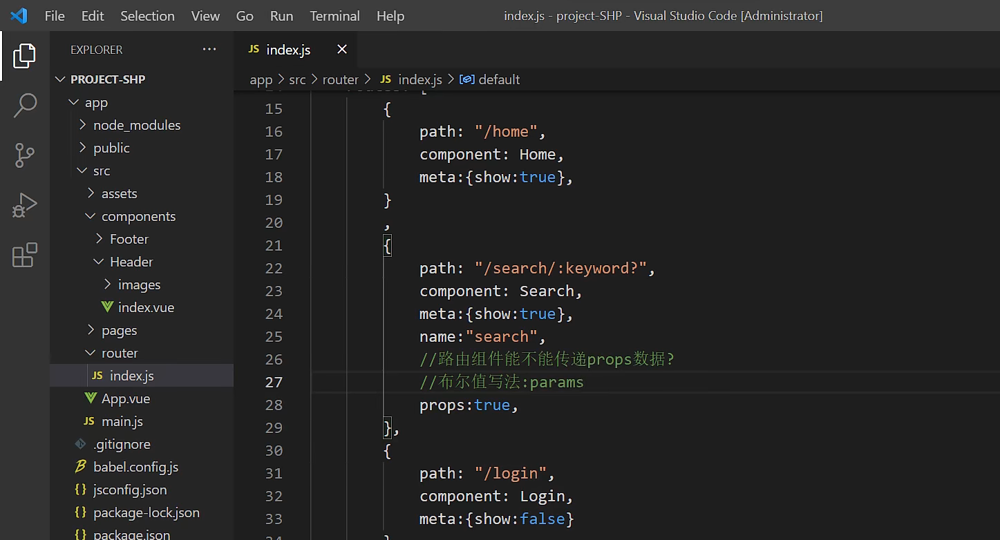 File Edit Selection View Go Run Terminal Help index.js - project-SHP - Visual Studio Code [Administrator]
EXPLORER ···
PROJECT-SHP
app
node_modules
public
src
assets
components
Footer
Header
images
index.vue
pages
router
JS index.js
App.vue
JS main.js
.gitignore
babel.config.js
{} jsconfig.json
{} package-lock.json
{} package.json
JS index.js
app > src > router > JS index.js > default
15 {
16 path: "/home",
17 component: Home,
18 meta:{show:true},
19 }
20 ,
21 {
22 path: "/search/:keyword?",
23 component: Search,
24 meta:{show:true},
25 name:"search",
26 //路由组件能不能传递props数据?
27 //布尔值写法:params
28 props:true,
29 },
30 {
31 path: "/login",
32 component: Login,
33 meta:{show:false}